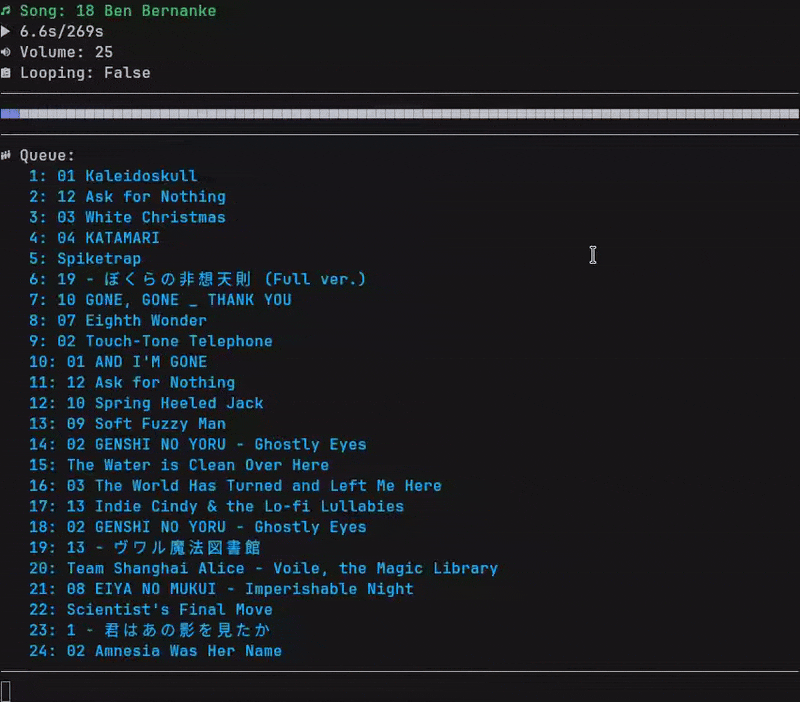 Song: 18 Ben Bernanke
6.6s/269s
Volume: 25
Looping: False
Queue:
1: 01 Kaleidoskull
2: 12 Ask for Nothing
3: 03 White Christmas
4: 04 KATAMARI
5: Spiketrap
6: 19 - ぼくらの非想天則 (Full ver.)
7: 10 GONE, GONE _ THANK YOU
8: 07 Eighth Wonder
9: 02 Touch-Tone Telephone
10: 01 AND I'M GONE
11: 12 Ask for Nothing
12: 10 Spring Heeled Jack
13: 09 Soft Fuzzy Man
14: 02 GENSHI NO YORU - Ghostly Eyes
15: The Water is Clean Over Here
16: 03 The World Has Turned and Left Me Here
17: 13 Indie Cindy & the Lo-fi Lullabies
18: 02 GENSHI NO YORU - Ghostly Eyes
19: 13 - ヴワル魔法図書館
20: Team Shanghai Alice - Voile, the Magic Library
21: 08 EIYA NO MUKUI - Imperishable Night
22: Scientist's Final Move
23: 1 - 君はあの影を見たか
24: 02 Amnesia Was Her Name